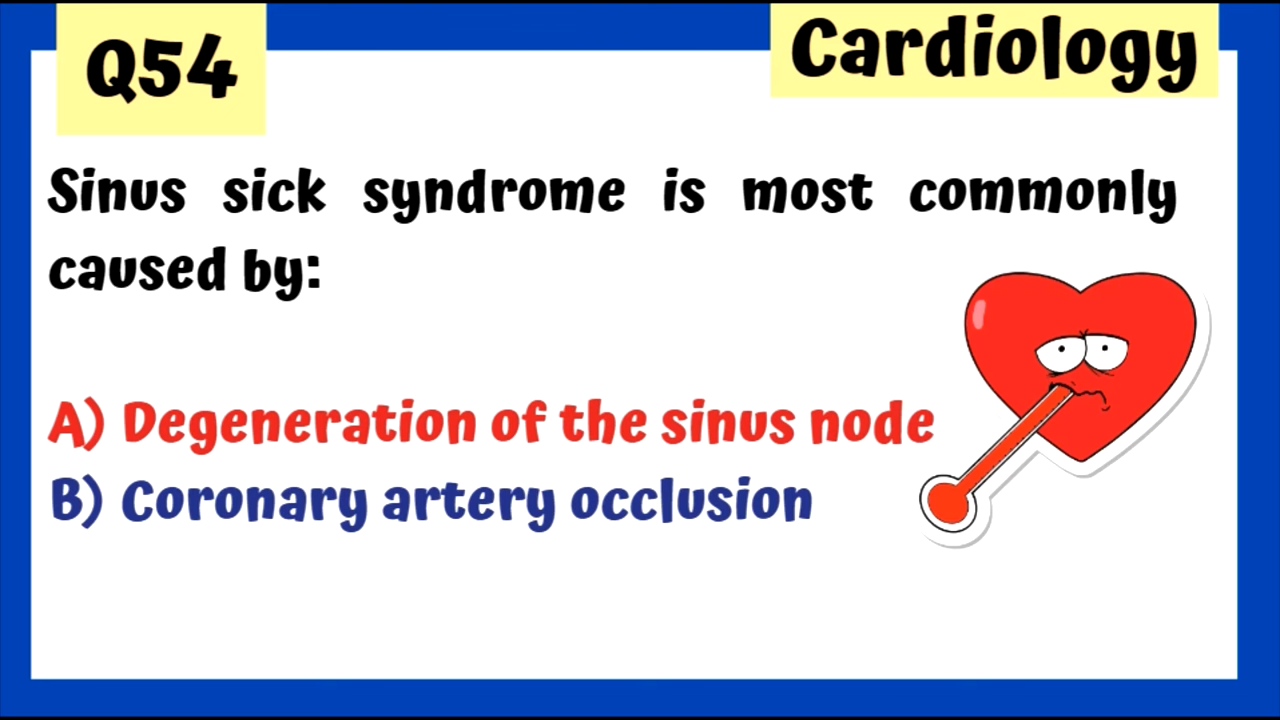 Q54
Cardiology
Sinus sick syndrome is most commonly
caused by:
A) Degeneration of the sinus node
B) Coronary artery occlusion